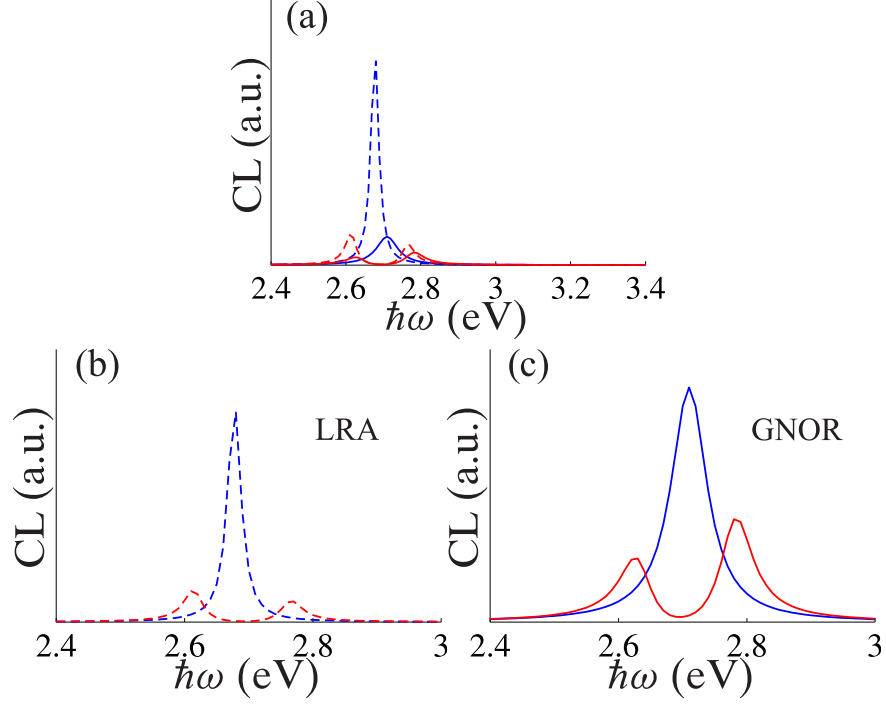 (a)
CL (a.u.)
2.4 2.6 2.8 3 3.2 3.4
ħω (eV)
(b)
LRA
CL (a.u.)
2.4 2.6 2.8 3
ħω (eV)
(c)
GNOR
CL (a.u.)
2.4 2.6 2.8 3
ħω (eV)